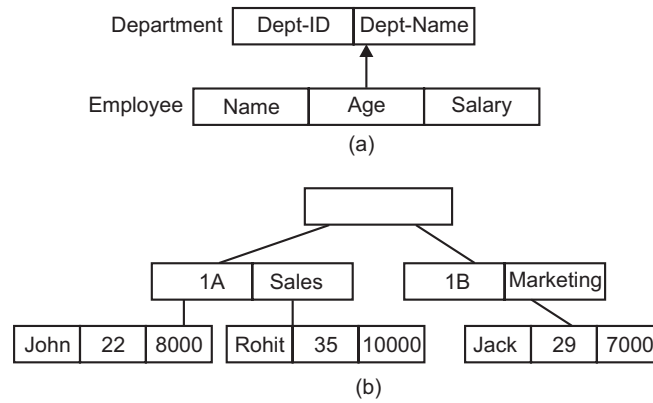 Department Dept-ID Dept-Name
Employee Name Age Salary
(a)
1A Sales 1B Marketing
John 22 8000 Rohit 35 10000 Jack 29 7000
(b)